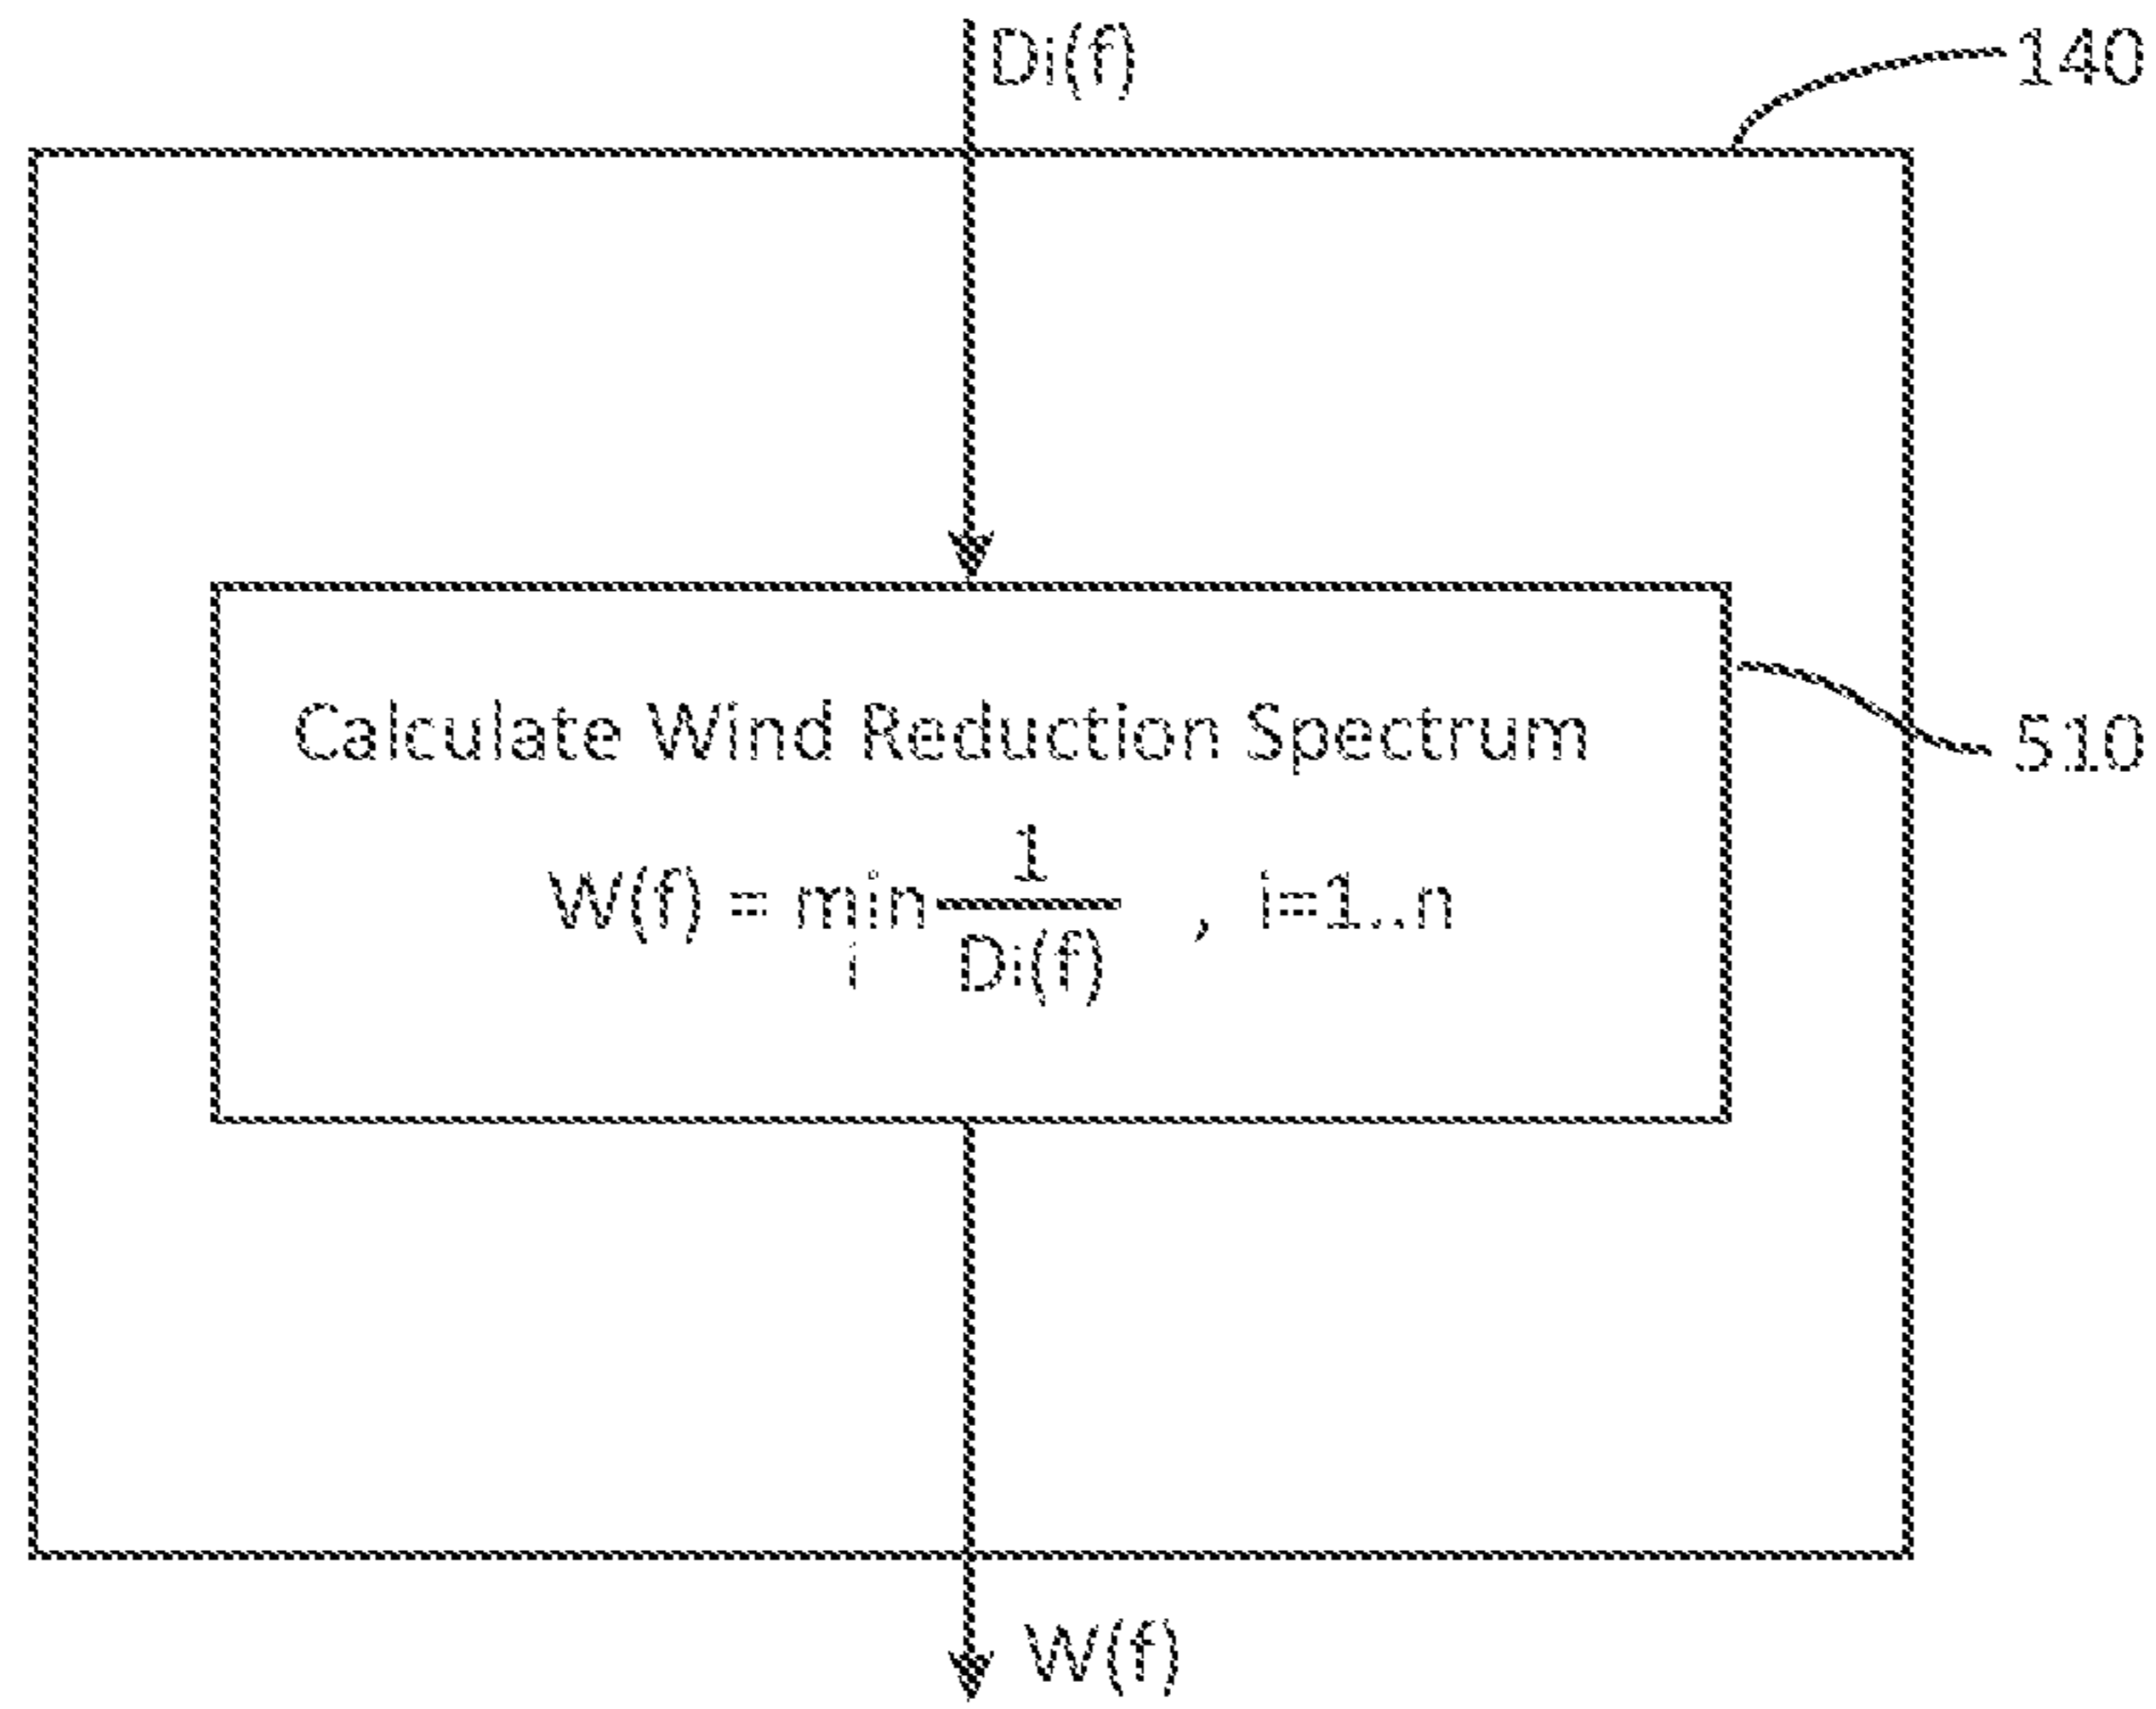 Di(f)
140
Calculate Wind Reduction Spectrum
510
W(f) = min 1 , i=1..n
i Di(f)
W(f)